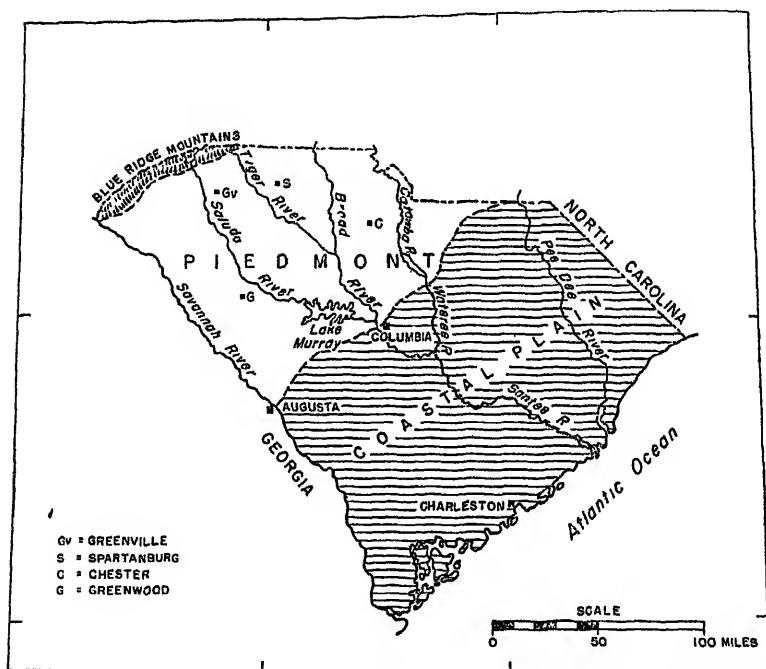 BLUE RIDGE MOUNTAINS
Gv
Tiger River
S
Saluda River
Broad River
C
Catawba R.
PIEDMONT
NORTH CAROLINA
Pee Dee River
Savannah River
G
Lake Murray
COLUMBIA
Wateree R.
COASTAL PLAIN
Santee R.
AUGUSTA
GEORGIA
CHARLESTON
Atlantic Ocean
Gv = GREENVILLE
S = SPARTANBURG
C = CHESTER
G = GREENWOOD
SCALE
0 50 100 MILES